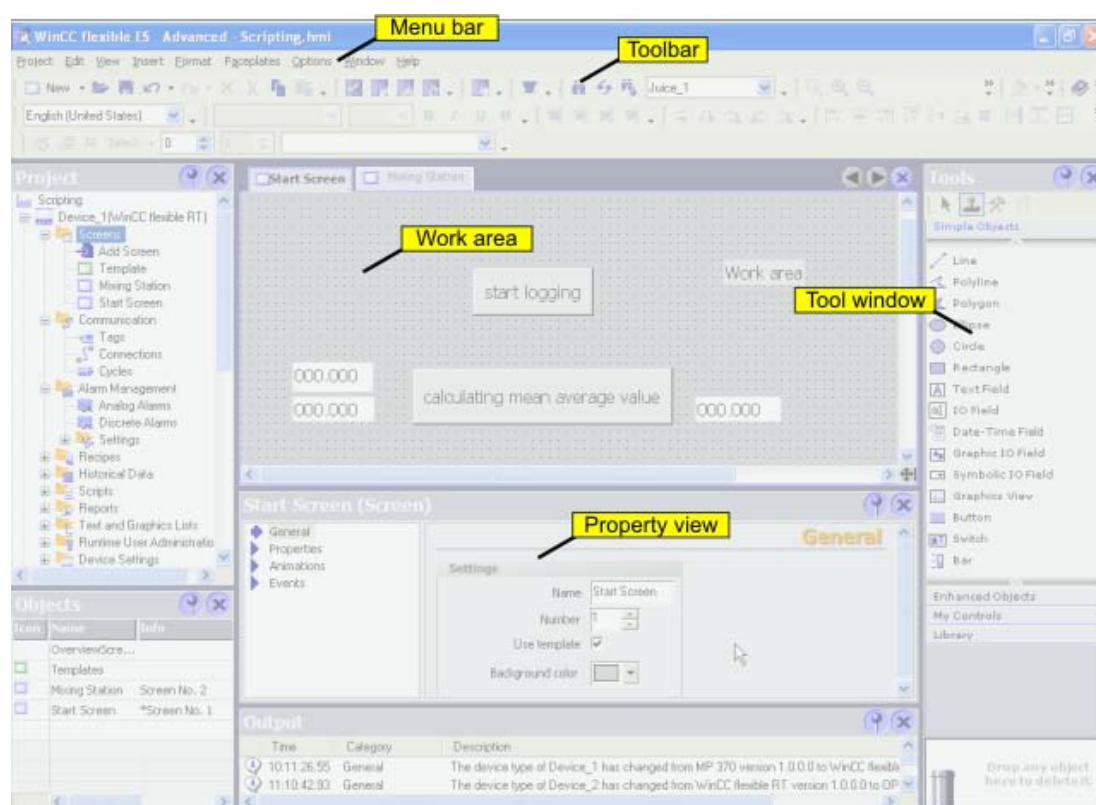 Menu bar
WinCC flexible ES Advanced - Scripting.hmi
Toolbar
Project Edit View Insert Format Faceplates Options Window Help
New
Juice_1
English (United States)
0
Project
Start Screen
Mixing Station
Tools
Scripting
Device_1(WinCC flexible RT)
Screens
Add Screen
Template
Mixing Station
Start Screen
Communication
Tags
Connections
Cycles
Alarm Management
Analog Alarms
Discrete Alarms
Settings
Recipes
Historical Data
Scripts
Reports
Text and Graphics Lists
Runtime User Administratio
Device Settings
Work area
start logging
Work area
000.000
000.000
calculating mean average value
000.000
Simple Objects
Line
Polyline
Polygon
Tool window
Circle
Rectangle
Text Field
IO Field
Date-Time Field
Graphic IO Field
Symbolic IO Field
Graphics View
Button
Switch
Bar
Enhanced Objects
My Controls
Library
Start Screen (Screen)
General
Properties
Animations
Events
Property view
General
Settings
Name Start Screen
Number 1
Use template
Background color
Objects
Icon Name Info
OverviewScre...
Templates
Mixing Station Screen No. 2
Start Screen *Screen No. 1
Output
Time Category Description
10:11:26.55 General The device type of Device_1 has changed from MP 370 version 1.0.0.0 to WinCC flexible
11:10:42.93 General The device type of Device_2 has changed from WinCC flexible RT version 1.0.0.0 to OP
Drop any object
here to delete it.